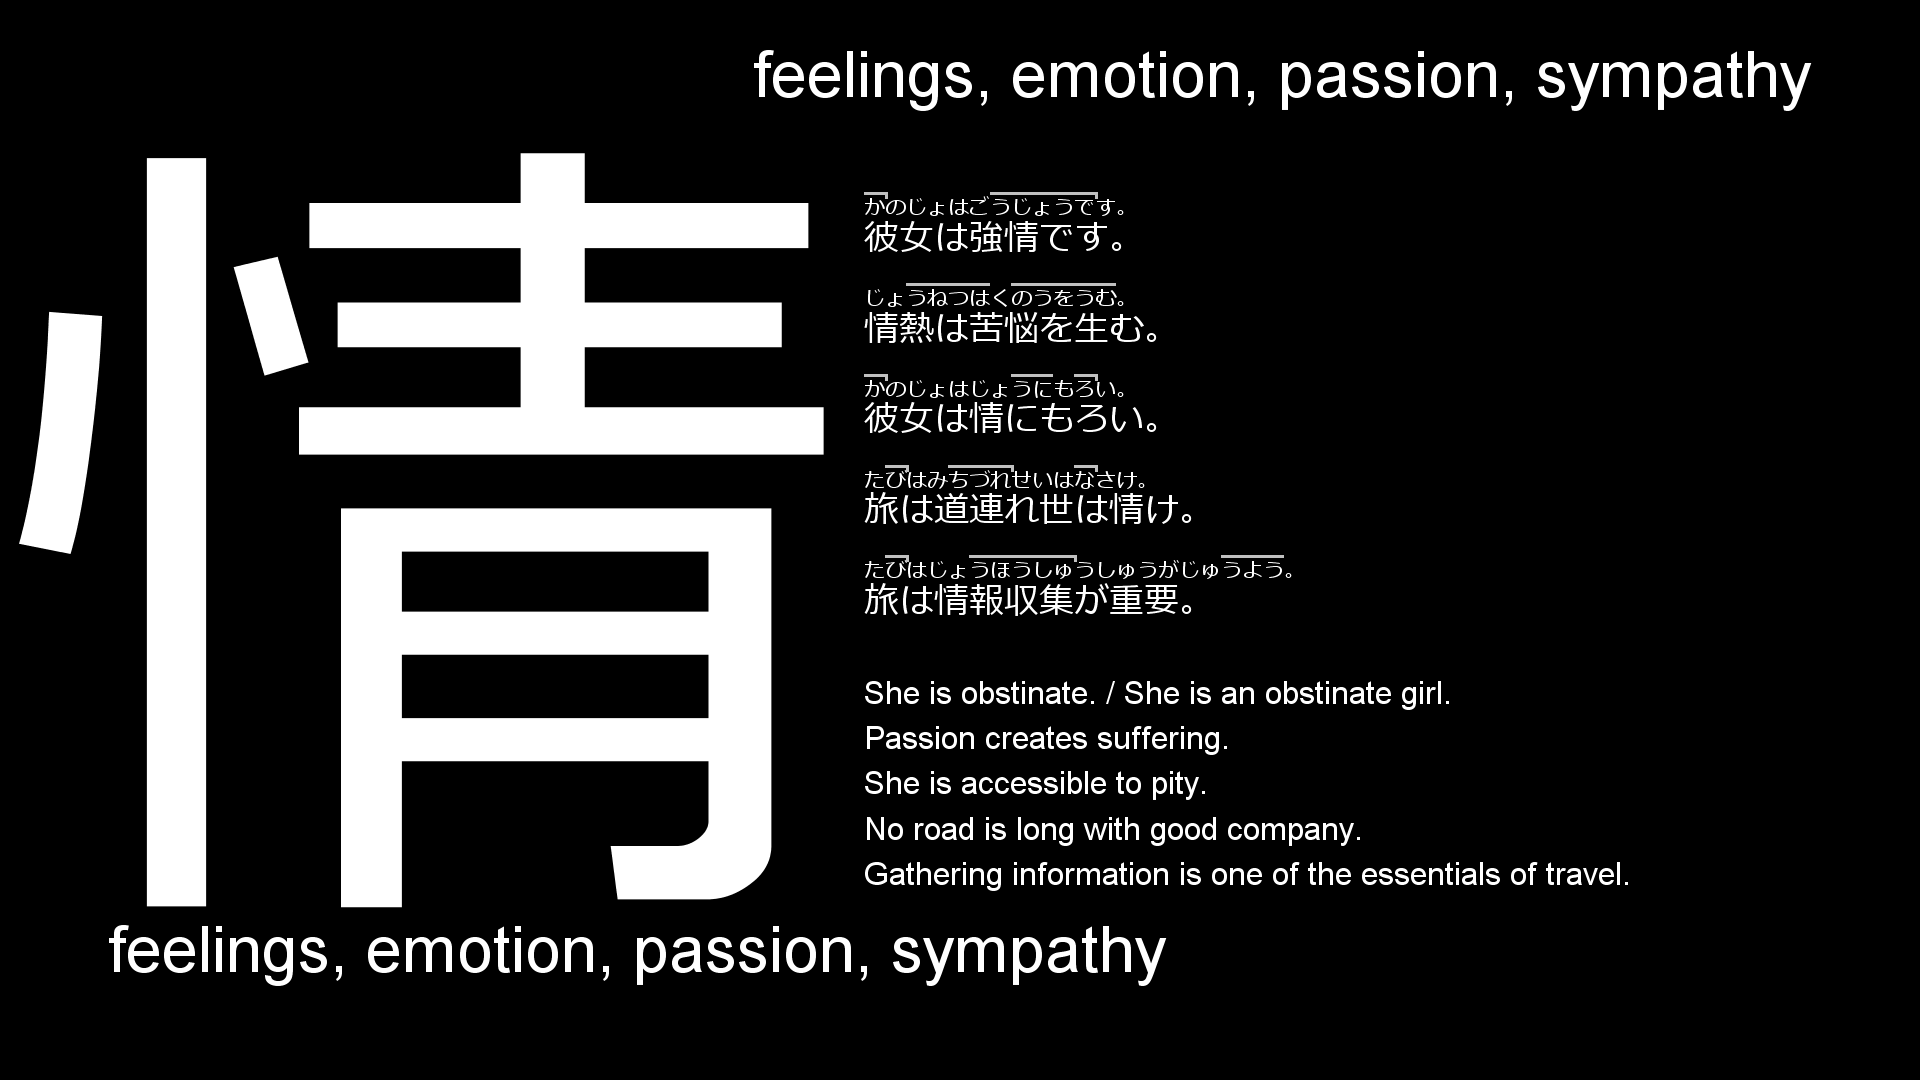 feelings, emotion, passion, sympathy
情
かのじょはごうじょうです。
彼女は強情です。
じょうねつはくのうをうむ。
情熱は苦悩を生む。
かのじょはじょうにもろい。
彼女は情にもろい。
たびはみちづれせいはなさけ。
旅は道連れ世は情け。
たびはじょうほうしゅうしゅうがじゅうよう。
旅は情報収集が重要。
She is obstinate. / She is an obstinate girl.
Passion creates suffering.
She is accessible to pity.
No road is long with good company.
Gathering information is one of the essentials of travel.
feelings, emotion, passion, sympathy